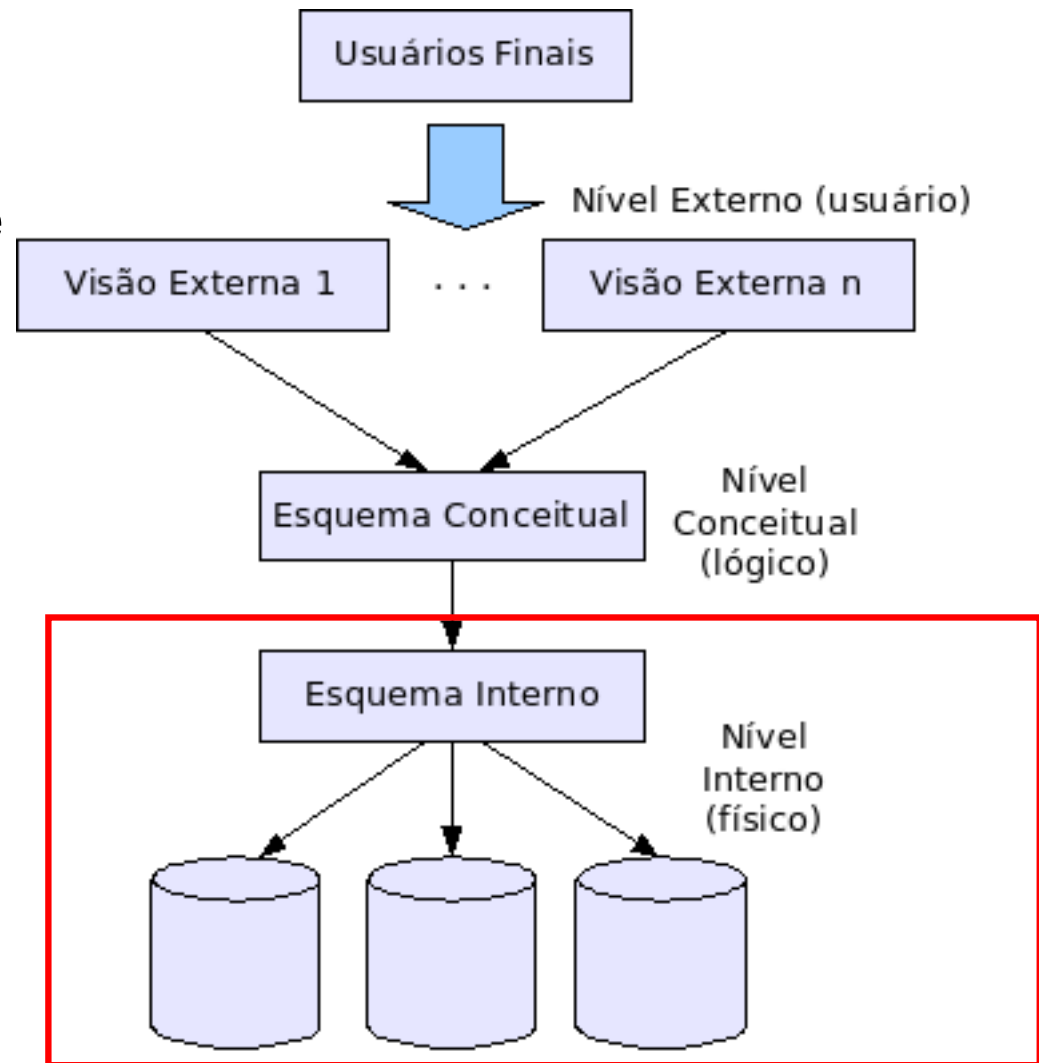 Usuários Finais
Nível Externo (usuário)
e
Visão Externa 1
. . .
Visão Externa n
Esquema Conceitual
Nível
Conceitual
(lógico)
Esquema Interno
Nível
Interno
(físico)